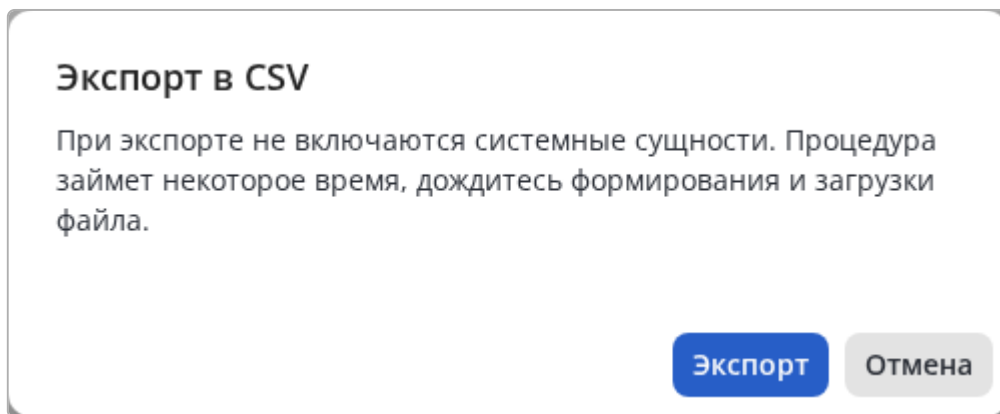 Экспорт в CSV
При экспорте не включаются системные сущности. Процедура
займет некоторое время, дождитесь формирования и загрузки
файла.
Экспорт
Отмена